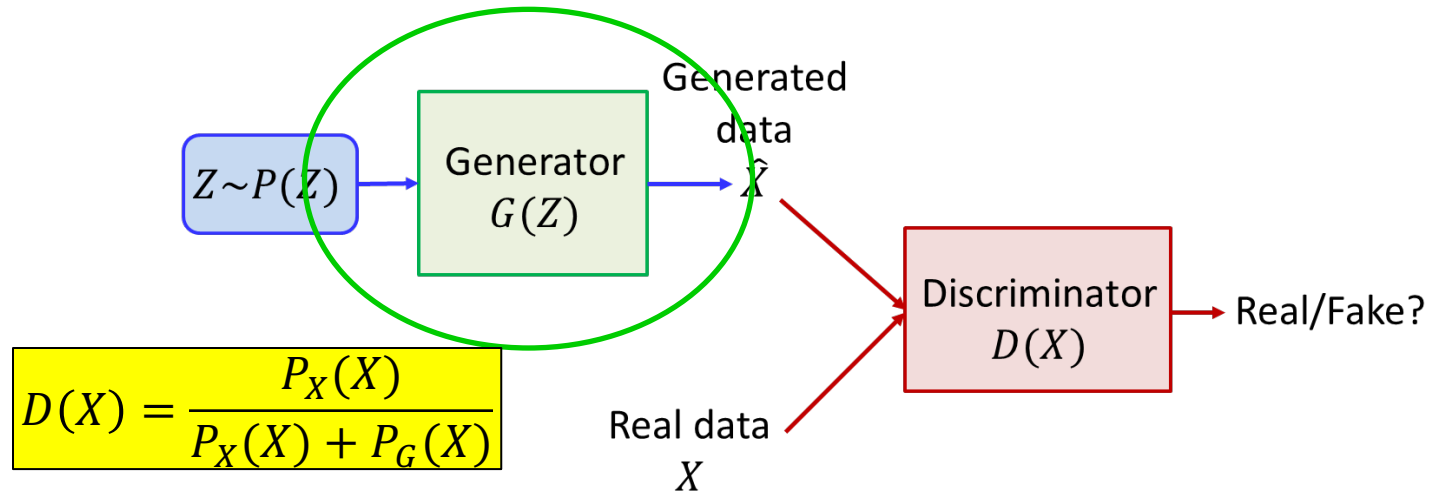 Generated
data
X̂
Z~P(Z)
Generator
G(Z)
Discriminator
D(X)
Real/Fake?
D(X) = P_X(X) / (P_X(X) + P_G(X))
Real data
X